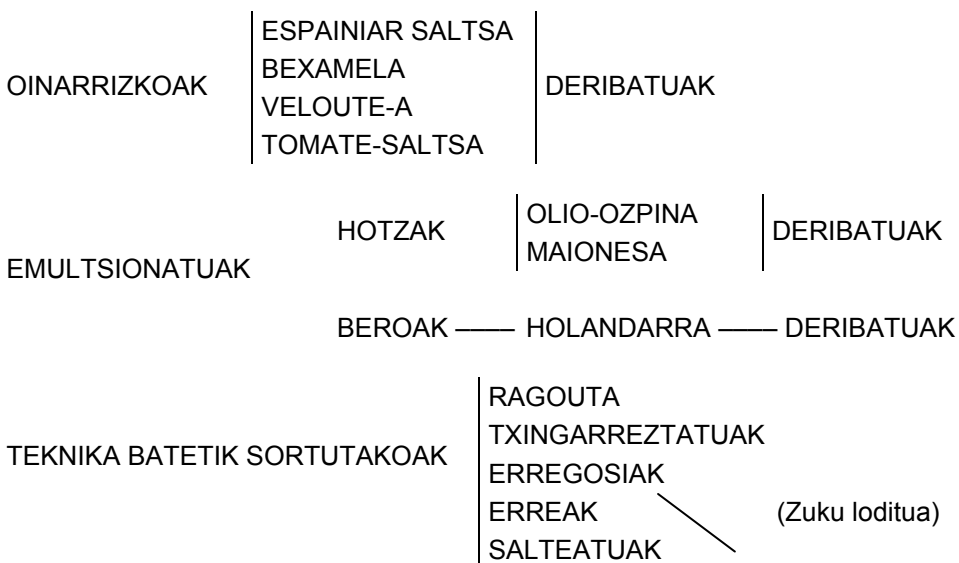 OINARRIZKOAK
ESPAINIAR SALTSA
BEXAMELA
VELOUTE-A
TOMATE-SALTSA
DERIBATUAK
EMULTSIONATUAK
HOTZAK
OLIO-OZPINA
MAIONESA
DERIBATUAK
BEROAK —— HOLANDARRA —— DERIBATUAK
TEKNIKA BATETIK SORTUTAKOAK
RAGOUTA
TXINGARREZTATUAK
ERREGOSIAK
ERREAK
SALTEATUAK
(Zuku loditua)